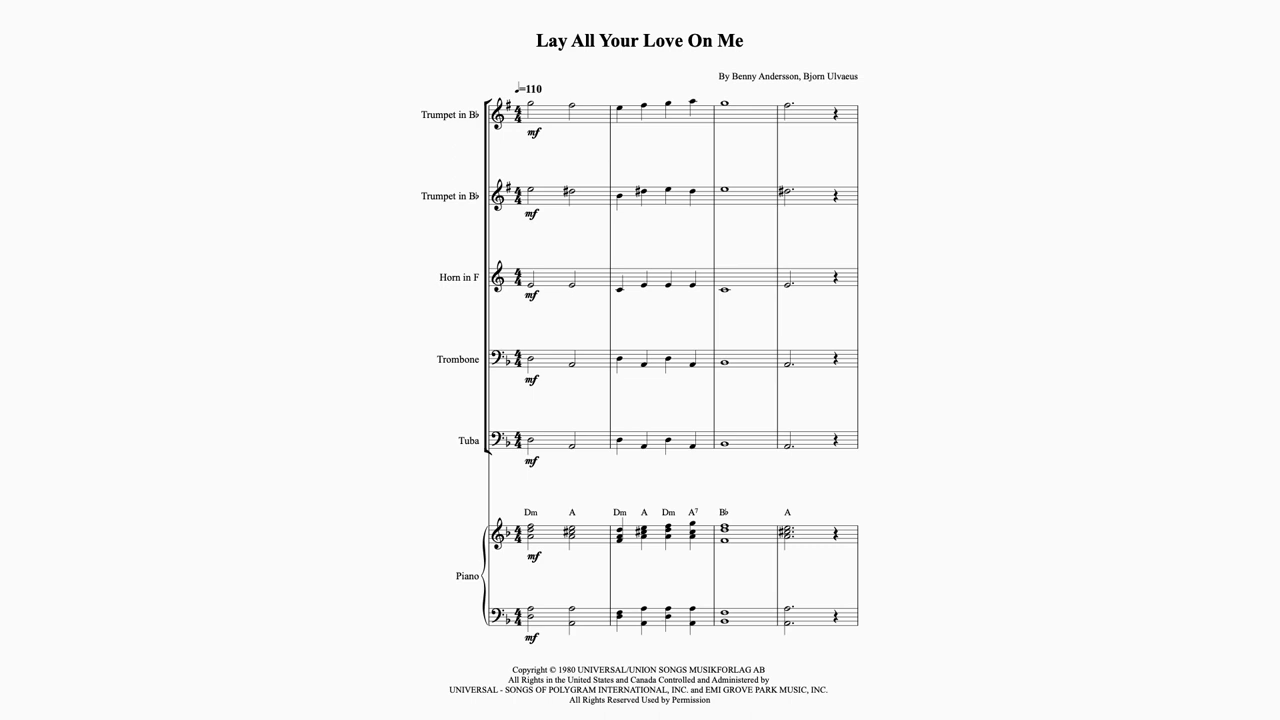 Lay All Your Love On Me
By Benny Andersson, Bjorn Ulvaeus
♩=110
Trumpet in B♭
mf
Trumpet in B♭
mf
Horn in F
mf
Trombone
mf
Tuba
mf
Dm A Dm A Dm A7 B♭ A
mf
Piano
mf
Copyright © 1980 UNIVERSAL/UNION SONGS MUSIKFORLAG AB
All Rights in the United States and Canada Controlled and Administered by
UNIVERSAL - SONGS OF POLYGRAM INTERNATIONAL, INC. and EMI GROVE PARK MUSIC, INC.
All Rights Reserved Used by Permission